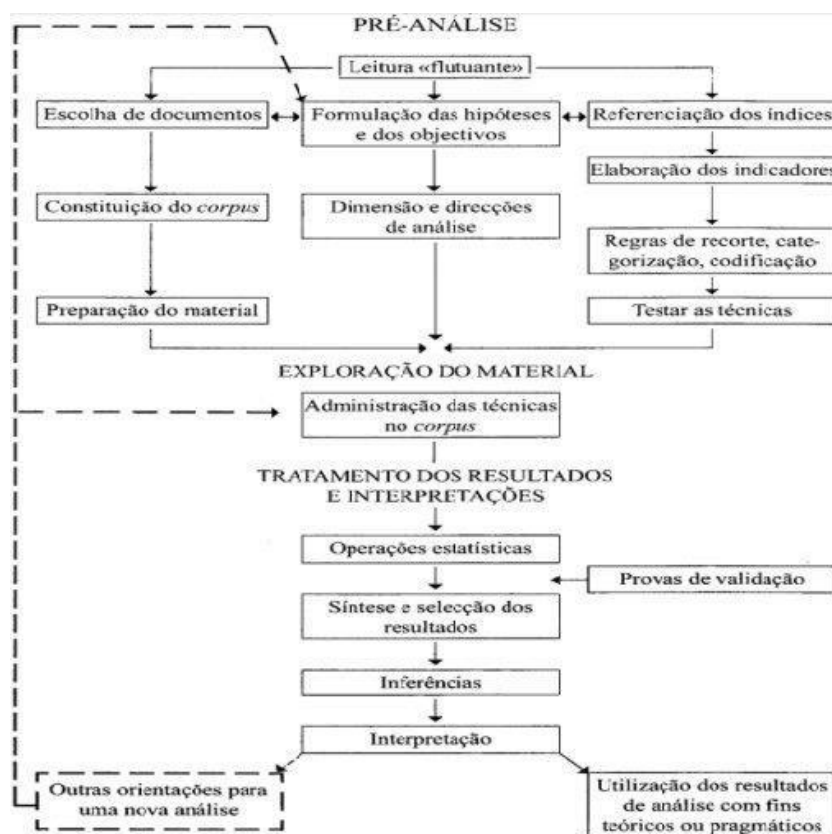 PRÉ-ANÁLISE
Leitura «flutuante»
Escolha de documentos
Formulação das hipóteses
e dos objectivos
Referenciação dos índices
Elaboração dos indicadores
Constituição do corpus
Dimensão e direcções
de análise
Regras de recorte, cate-
gorização, codificação
Preparação do material
Testar as técnicas
EXPLORAÇÃO DO MATERIAL
Administração das técnicas
no corpus
TRATAMENTO DOS RESULTADOS
E INTERPRETAÇÕES
Operações estatísticas
Provas de validação
Síntese e selecção dos
resultados
Inferências
Interpretação
Outras orientações para
uma nova análise
Utilização dos resultados
de análise com fins
teóricos ou pragmáticos